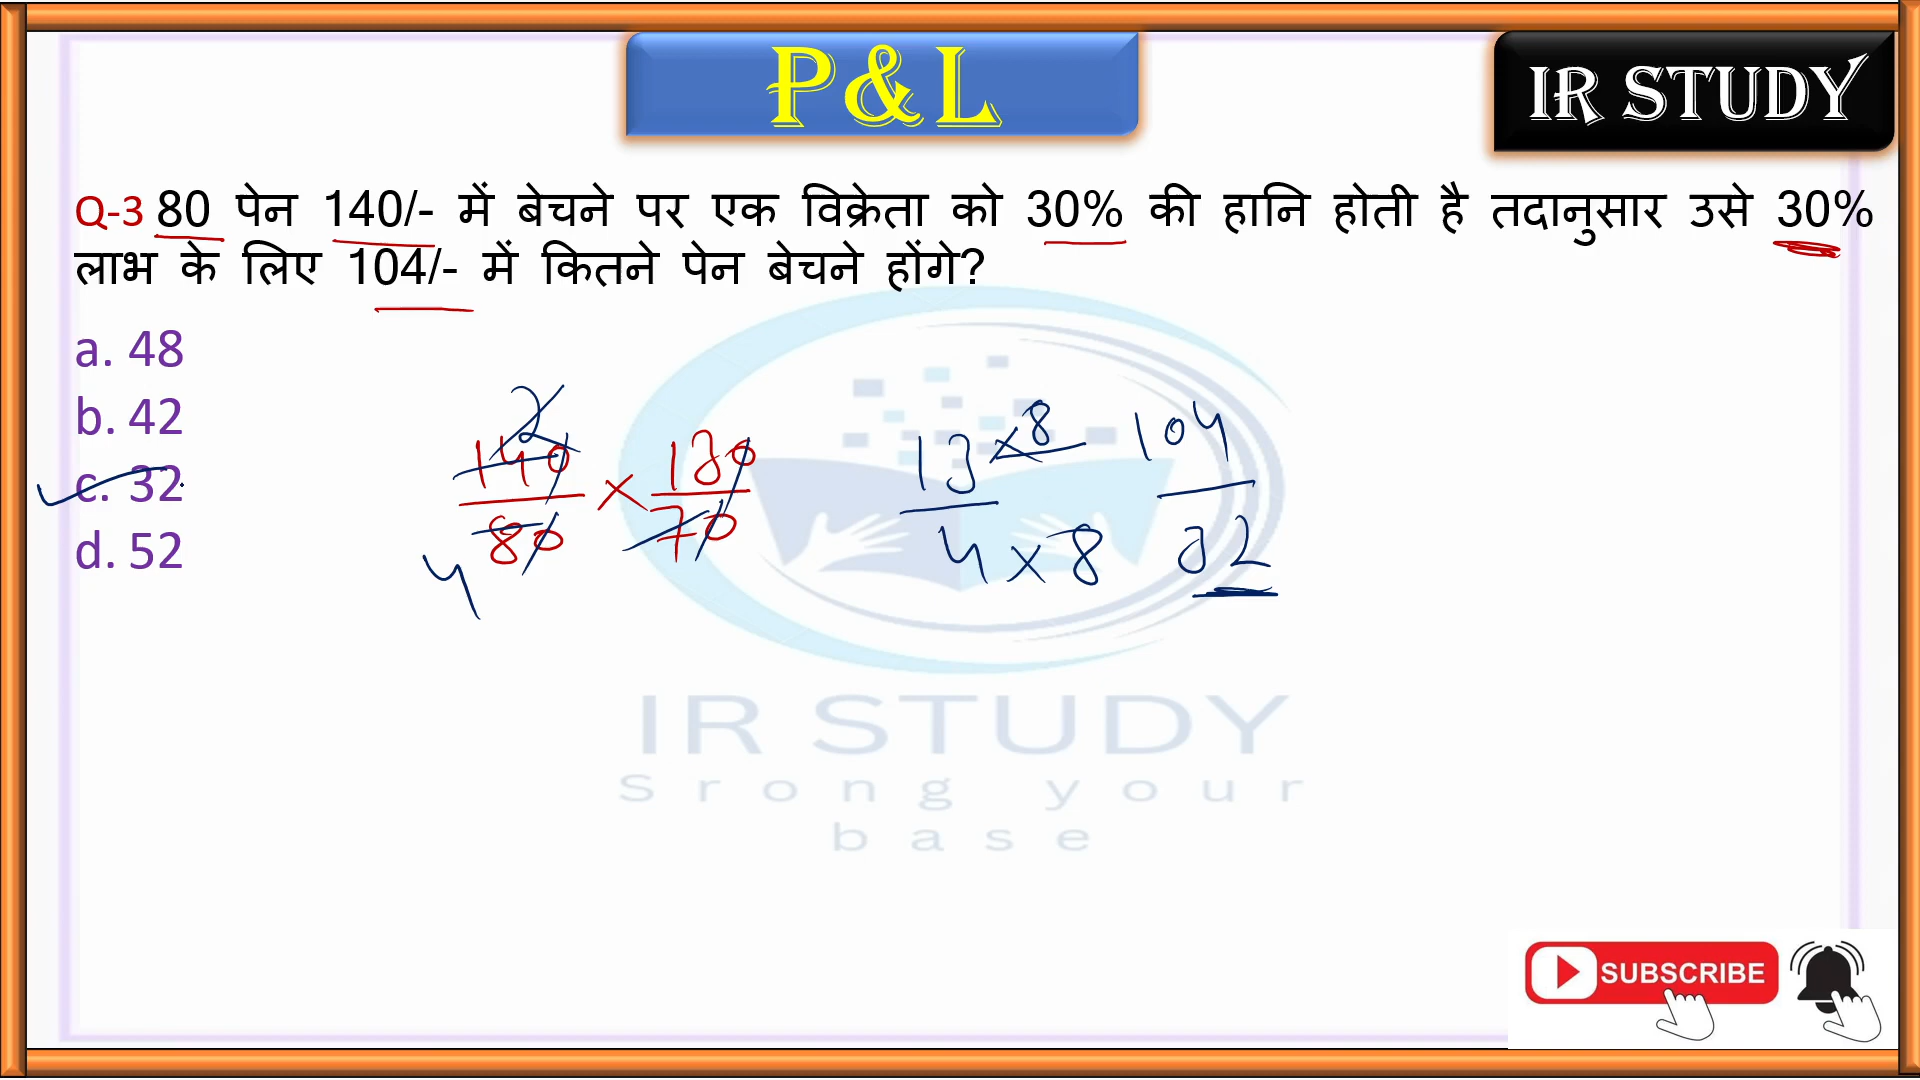 P&L
IR STUDY
Q-3 80 पेन 140/- में बेचने पर एक विक्रेता को 30% की हानि होती है तदानुसार उसे 30%
लाभ के लिए 104/- में कितने पेन बेचने होंगे?
a. 48
b. 42
c. 32
d. 52
2
140/80 × 130/70
4
13 × 8 104
4 × 8 32
IR STUDY
Srong your
base
SUBSCRIBE